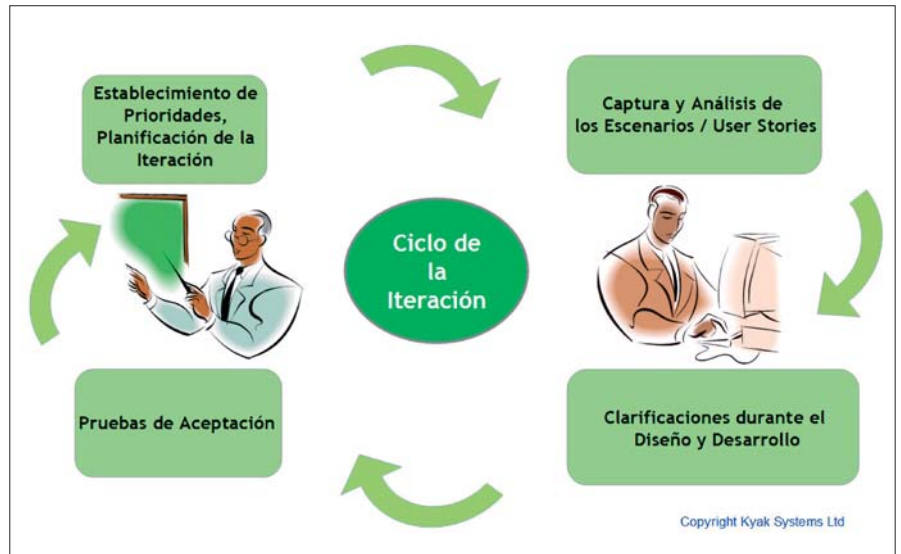 Establecimiento de
Prioridades,
Planificación de la
Iteración
Captura y Análisis de
los Escenarios / User Stories
Ciclo de
la
Iteración
Pruebas de Aceptación
Clarificaciones durante el
Diseño y Desarrollo
Copyright Kyak Systems Ltd